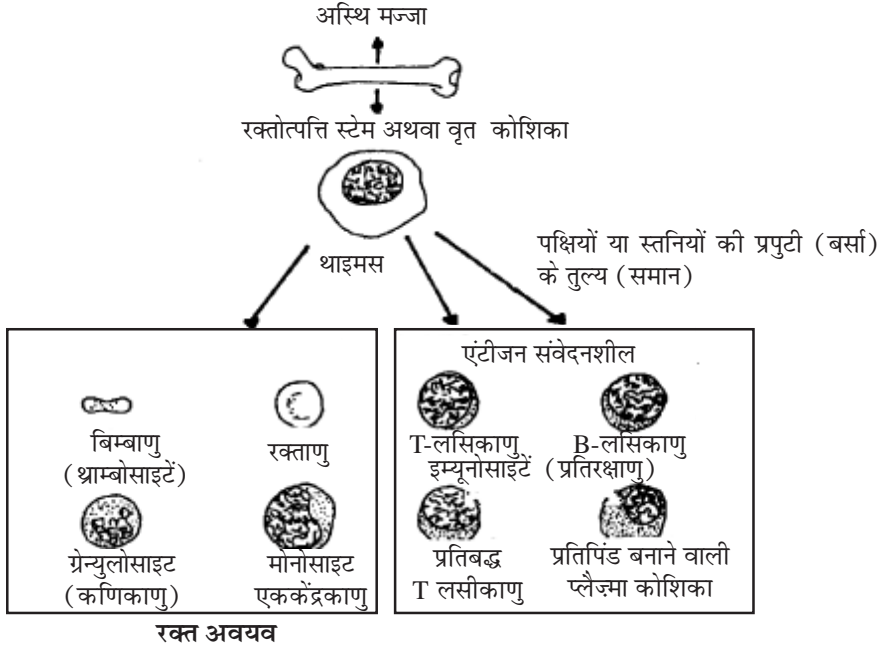 अस्थि मज्जा
रक्तोत्पत्ति स्टेम अथवा वृत कोशिका
थाइमस
पक्षियों या स्तनियों की प्रपुटी (बर्सा)
के तुल्य (समान)
बिम्बाणु
(थ्राम्बोसाइटें)
रक्ताणु
ग्रेन्युलोसाइट
(कणिकाणु)
मोनोसाइट
एककेंद्रकाणु
रक्त अवयव
एंटीजन संवेदनशील
T-लसिकाणु B-लसिकाणु
इम्यूनोसाइटें (प्रतिरक्षाणु)
प्रतिबद्ध
T लसीकाणु
प्रतिपिंड बनाने वाली
प्लैज़्मा कोशिका